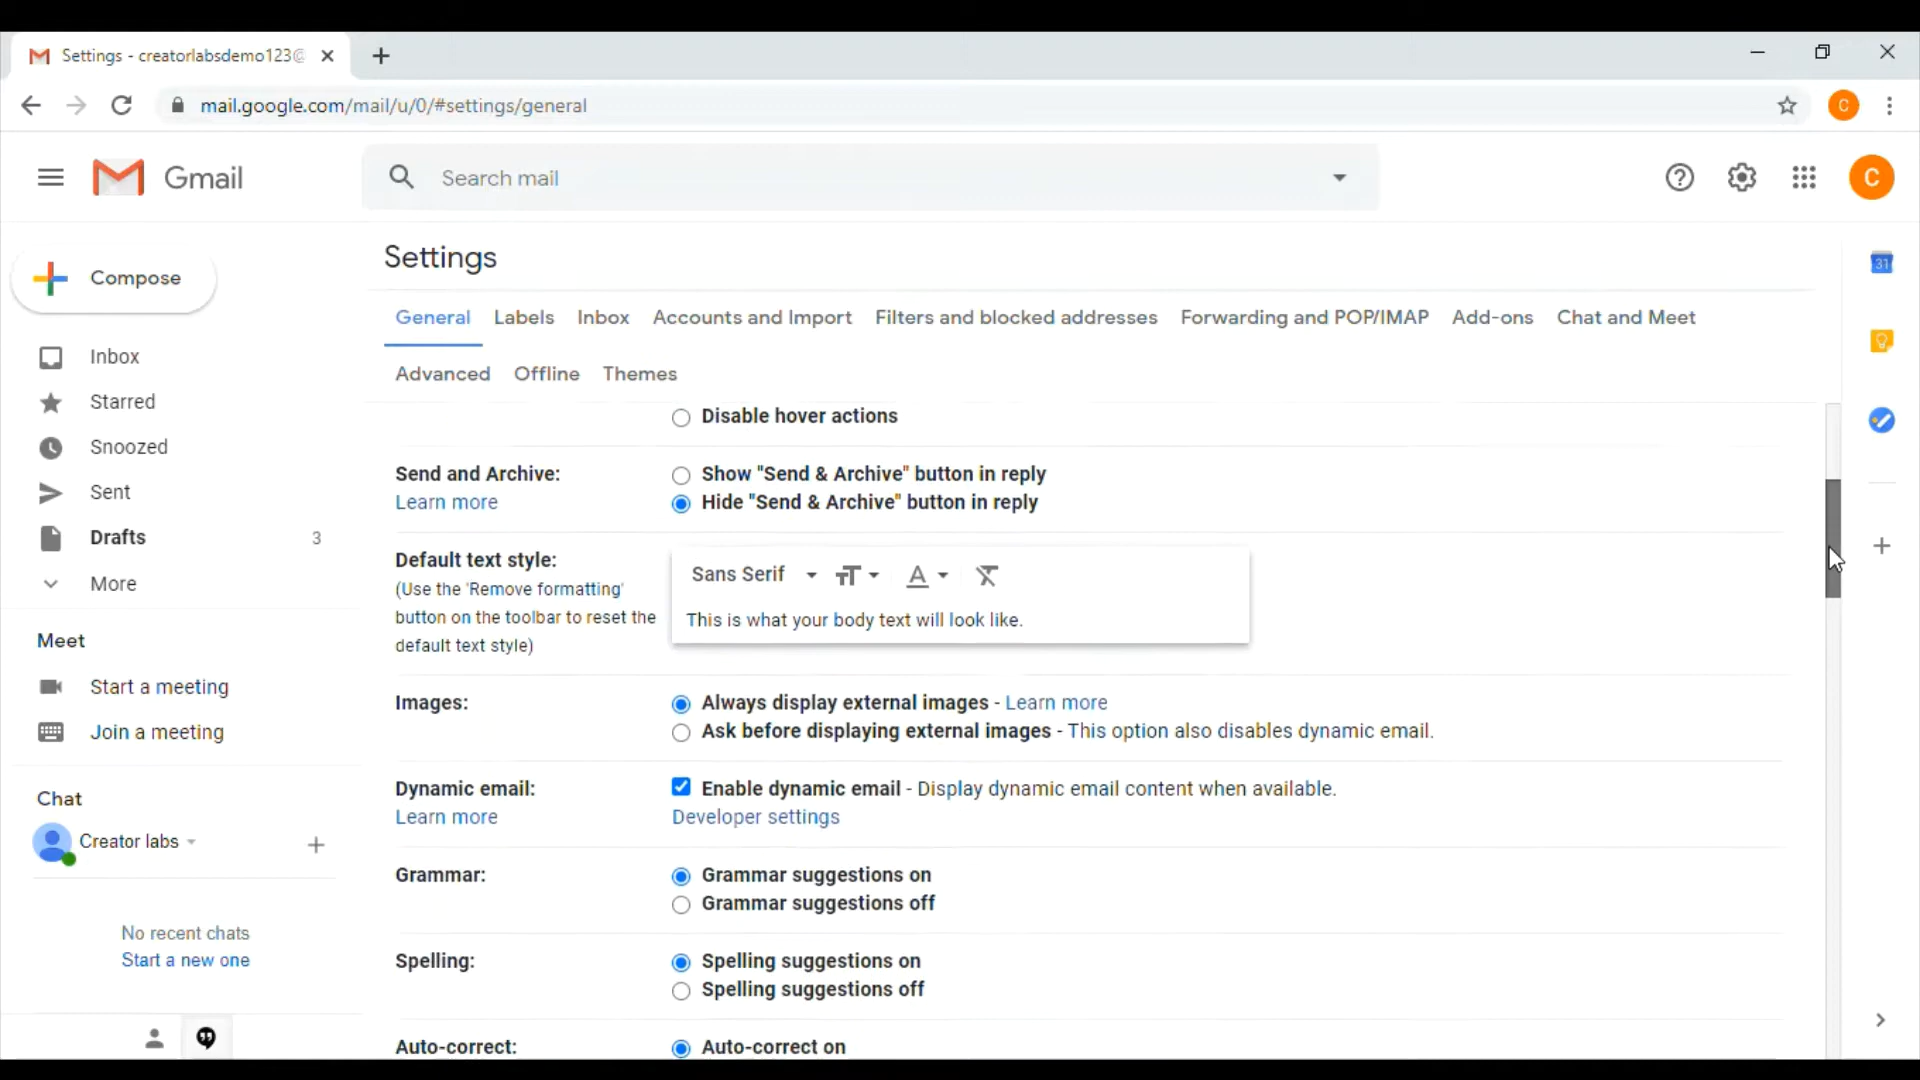 Settings - creatorlabsdemo123@
mail.google.com/mail/u/0/#settings/general
C
Gmail
Search mail
C
Compose
Inbox
Starred
Snoozed
Sent
Drafts 3
More
Meet
Start a meeting
Join a meeting
Chat
Creator labs
No recent chats
Start a new one
Settings
General Labels Inbox Accounts and Import Filters and blocked addresses Forwarding and POP/IMAP Add-ons Chat and Meet
Advanced Offline Themes
Disable hover actions
Send and Archive: Show "Send & Archive" button in reply
Learn more Hide "Send & Archive" button in reply
Default text style:
(Use the 'Remove formatting'
button on the toolbar to reset the
default text style)
Sans Serif
This is what your body text will look like.
Images: Always display external images - Learn more
Ask before displaying external images - This option also disables dynamic email.
Dynamic email: Enable dynamic email - Display dynamic email content when available.
Learn more Developer settings
Grammar: Grammar suggestions on
Grammar suggestions off
Spelling: Spelling suggestions on
Spelling suggestions off
Auto-correct: Auto-correct on
31